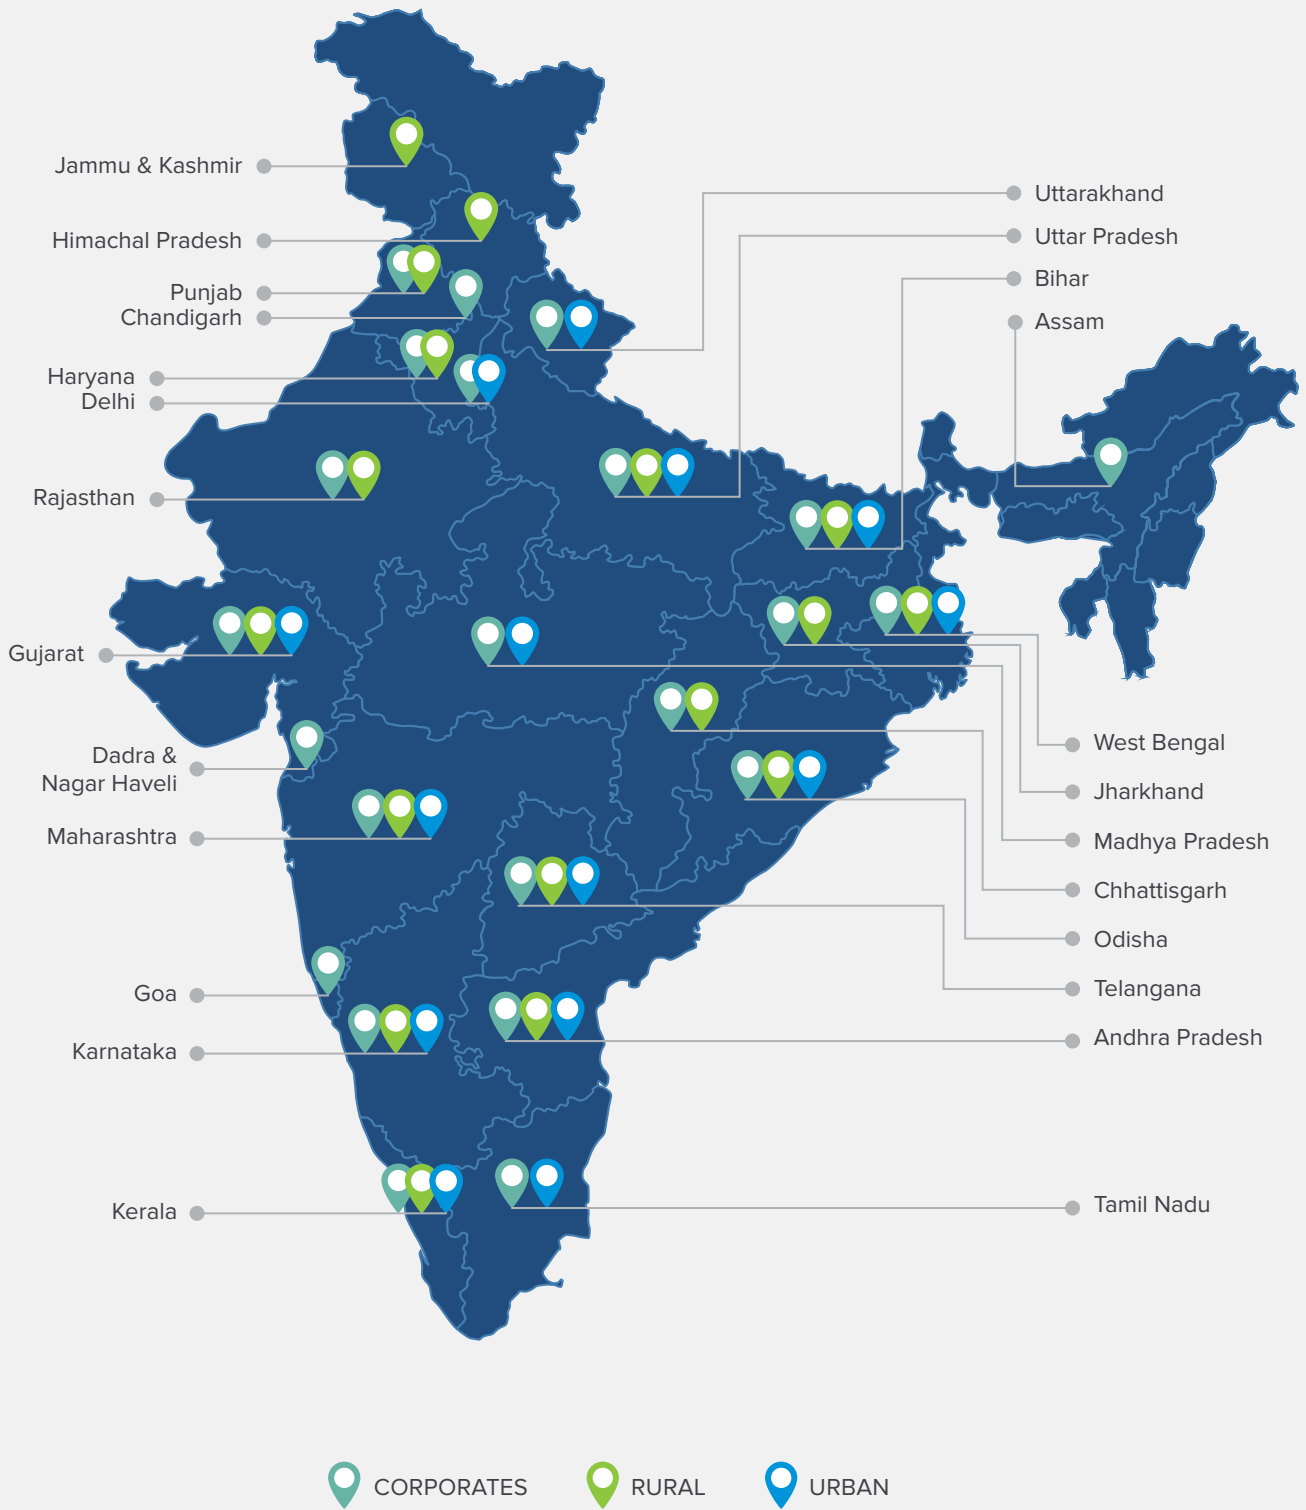 Jammu & Kashmir
Himachal Pradesh
Punjab
Chandigarh
Haryana
Delhi
Rajasthan
Gujarat
Dadra &
Nagar Haveli
Maharashtra
Goa
Karnataka
Kerala
Uttarakhand
Uttar Pradesh
Bihar
Assam
West Bengal
Jharkhand
Madhya Pradesh
Chhattisgarh
Odisha
Telangana
Andhra Pradesh
Tamil Nadu
CORPORATES RURAL URBAN